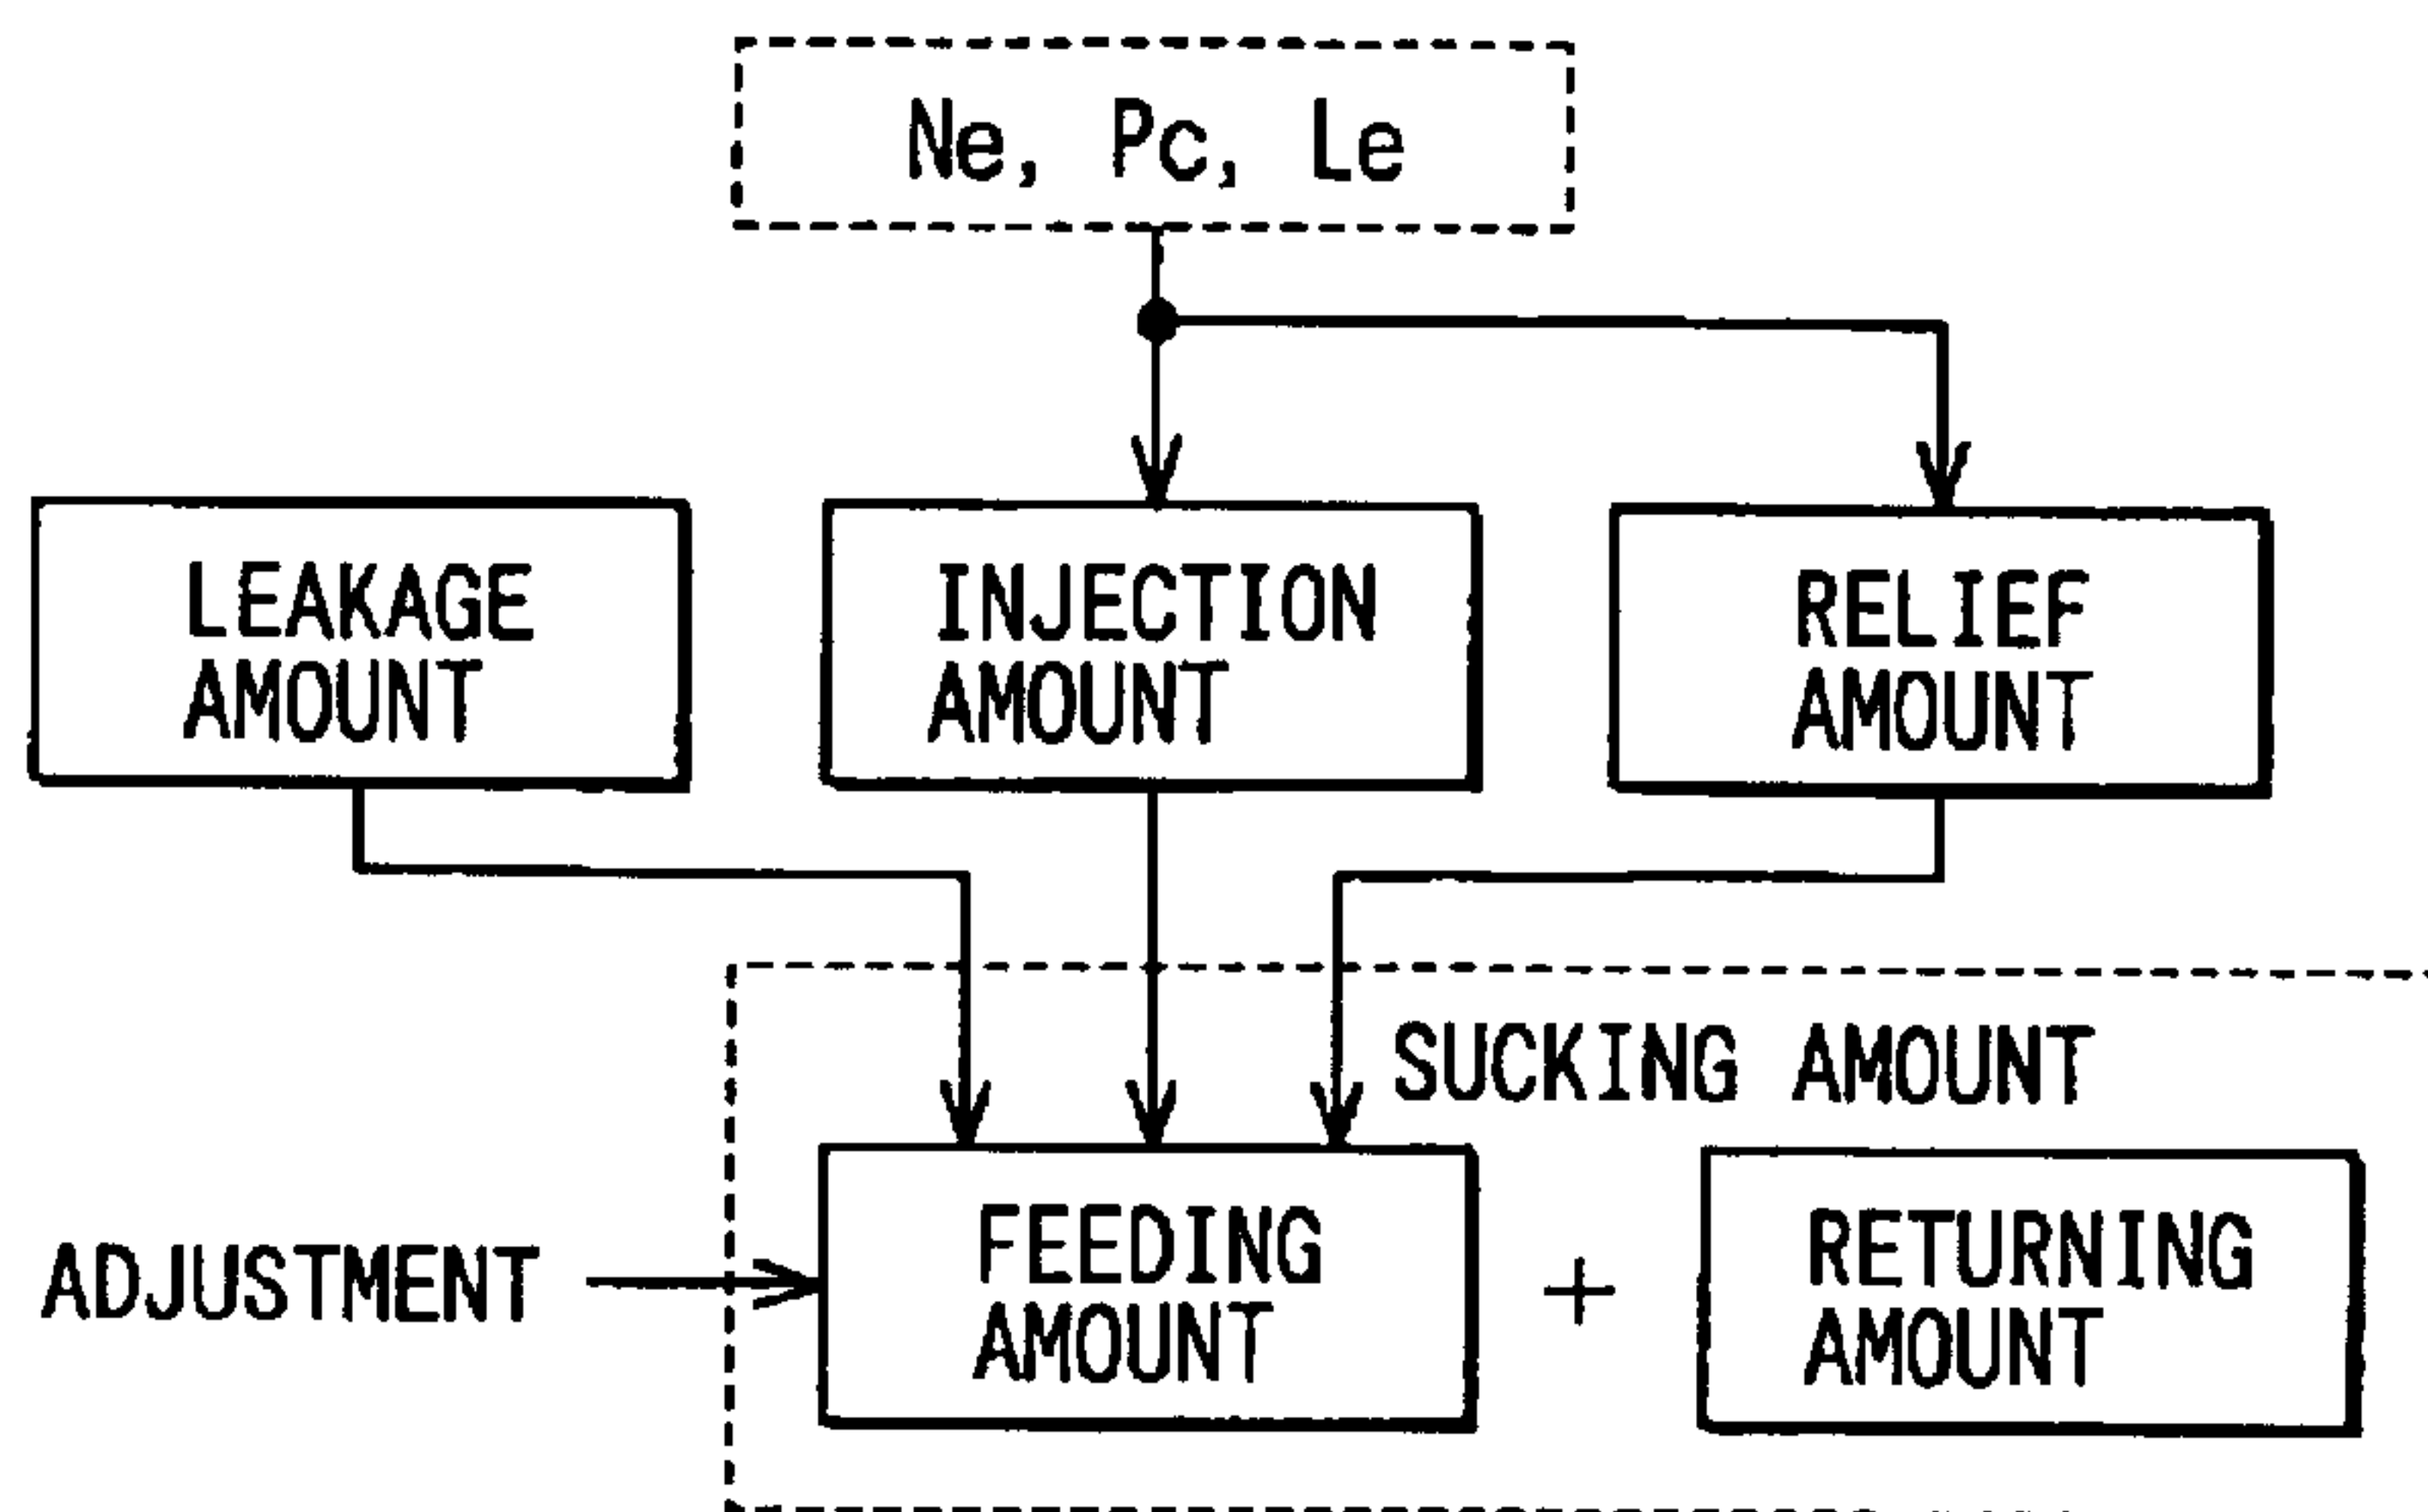 Ne, Pc, Le
LEAKAGE
AMOUNT
INJECTION
AMOUNT
RELIEF
AMOUNT
SUCKING AMOUNT
ADJUSTMENT
FEEDING
AMOUNT
+
RETURNING
AMOUNT